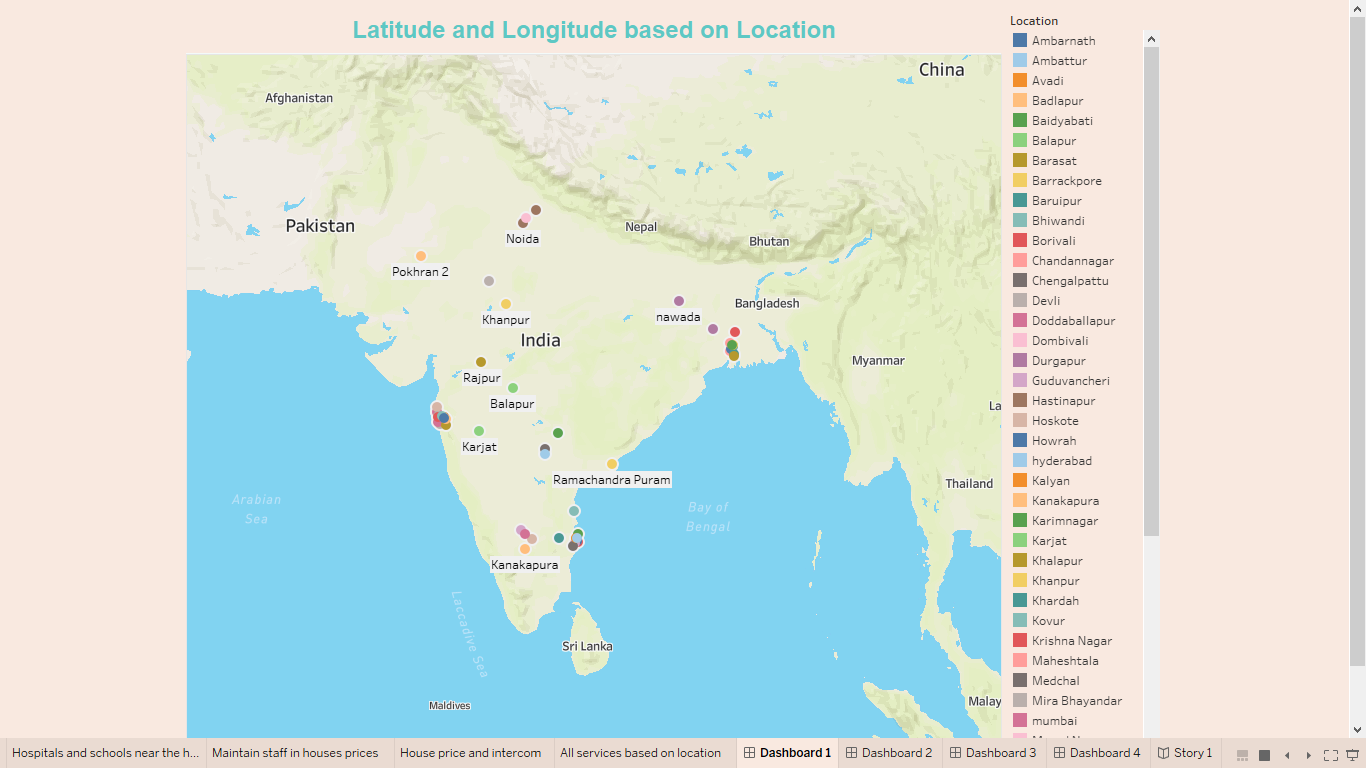 Latitude and Longitude based on Location
China
Afghanistan
Pakistan
Nepal
Noida
Bhutan
Pokhran 2
Bangladesh
nawada
Khanpur
India
Myanmar
Rajpur
Balapur
La
Karjat
Ramachandra Puram
Thailand
Arabian
Sea
Bay of
Bengal
Kanakapura
Laccadive Sea
Sri Lanka
Maldives
Malay
Location
Ambarnath
Ambattur
Avadi
Badlapur
Baidyabati
Balapur
Barasat
Barrackpore
Baruipur
Bhiwandi
Borivali
Chandannagar
Chengalpattu
Devli
Doddaballapur
Dombivali
Durgapur
Guduvancheri
Hastinapur
Hoskote
Howrah
hyderabad
Kalyan
Kanakapura
Karimnagar
Karjat
Khalapur
Khanpur
Khardah
Kovur
Krishna Nagar
Maheshtala
Medchal
Mira Bhayandar
mumbai
Hospitals and schools near the h...
Maintain staff in houses prices
House price and intercom
All services based on location
Dashboard 1
Dashboard 2
Dashboard 3
Dashboard 4
Story 1